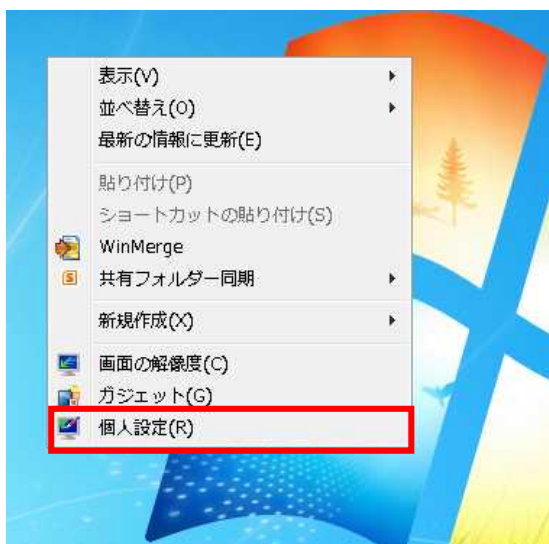 表示(V)
並べ替え(O)
最新の情報に更新(E)
貼り付け(P)
ショートカットの貼り付け(S)
WinMerge
S 共有フォルダー同期
新規作成(X)
画面の解像度(C)
ガジェット(G)
個人設定(R)